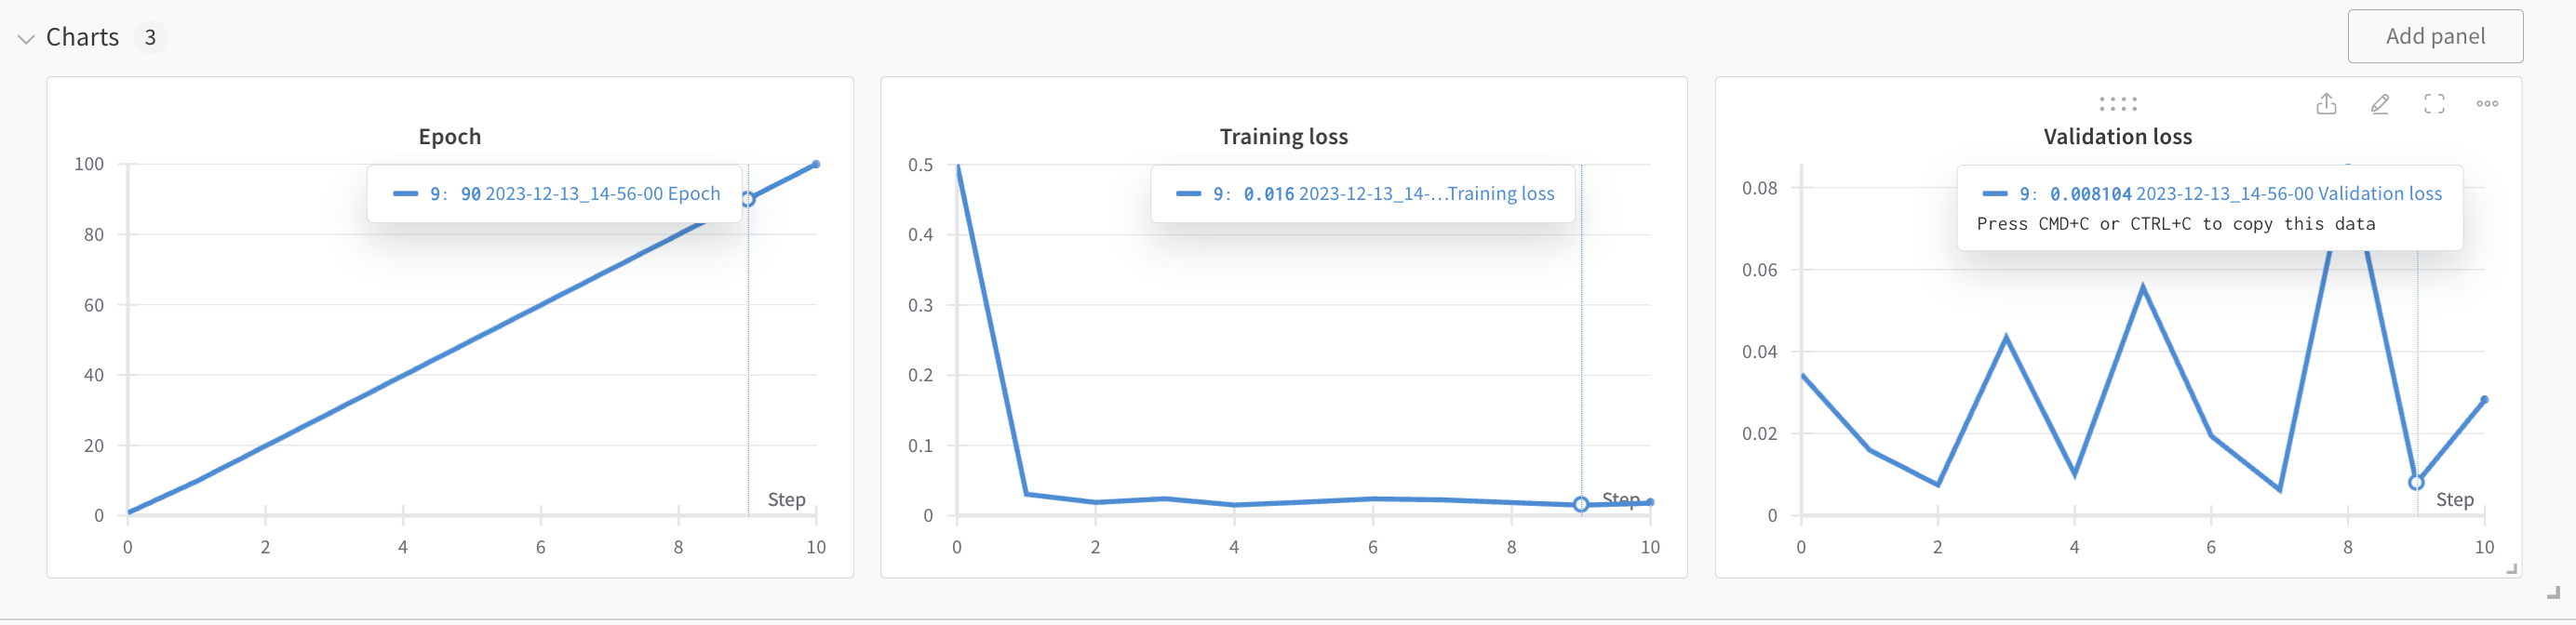 Charts 3
Add panel
Epoch
9: 90 2023-12-13_14-56-00 Epoch
100
80
60
40
20
0
Step
0 2 4 6 8 10
Training loss
9: 0.016 2023-12-13_14-...Training loss
0.5
0.4
0.3
0.2
0.1
0
Step
0 2 4 6 8 10
Validation loss
9: 0.008104 2023-12-13_14-56-00 Validation loss
Press CMD+C or CTRL+C to copy this data
0.08
0.06
0.04
0.02
0
Step
0 2 4 6 8 10